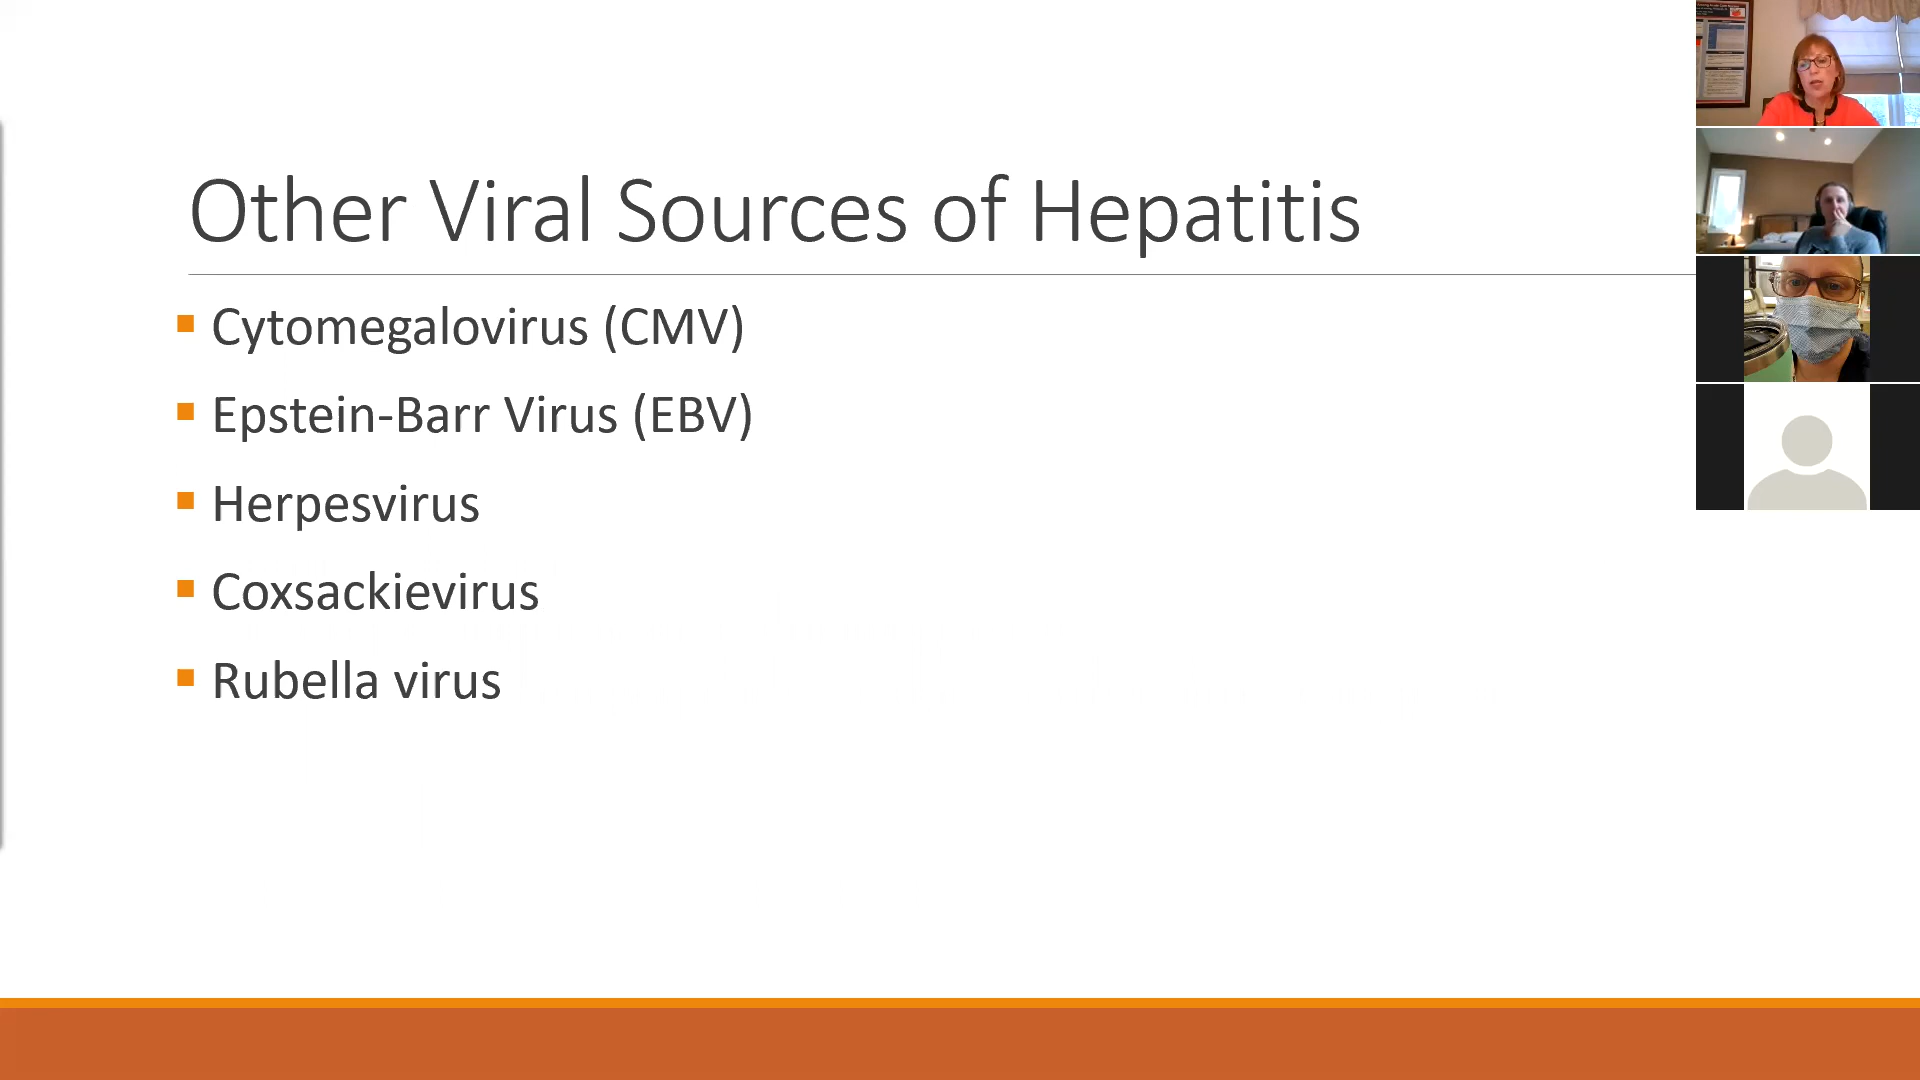 Other Viral Sources of Hepatitis
Cytomegalovirus (CMV)
Epstein-Barr Virus (EBV)
Herpesvirus
Coxsackievirus
Rubella virus